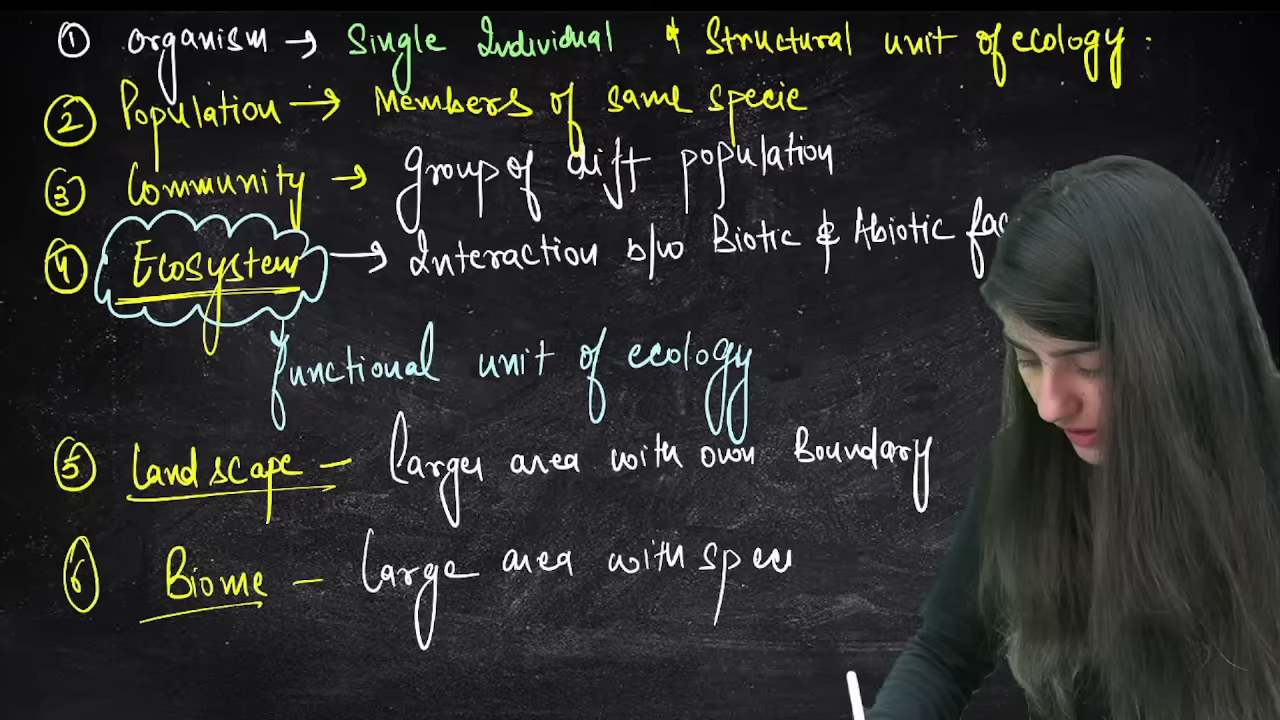 ① Organism → Single Individual & Structural unit of ecology.
② Population → Members of same specie
③ Community → group of diff population
④ Ecosystem → Interaction b/w Biotic & Abiotic fac
functional unit of ecology
⑤ Landscape - larger area with own Boundary
⑥ Biome - large area with spec